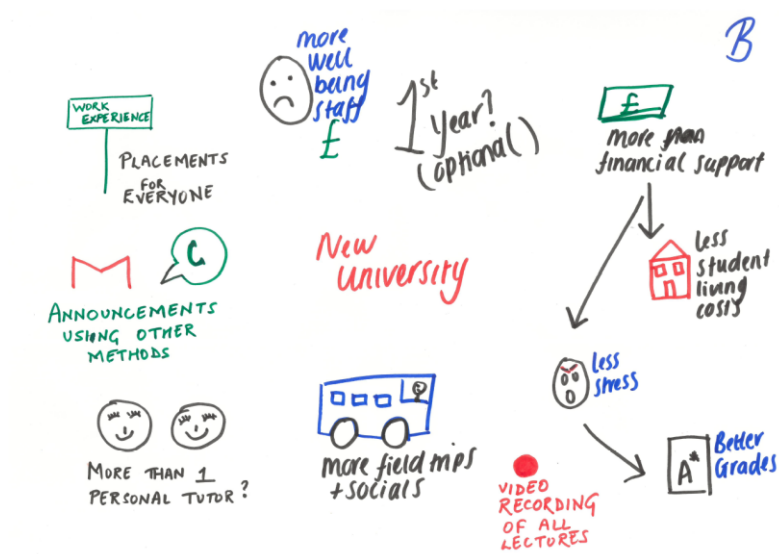 B
more
well
being
staff
£
1st
year?
(optional)
WORK
EXPERIENCE
PLACEMENTS
FOR
EVERYONE
£
more
financial support
New
University
less
student
living
costs
ANNOUNCEMENTS
USING OTHER
METHODS
less
stress
Better
Grades
A*
more field trips
+ socials
MORE THAN 1
PERSONAL TUTOR?
VIDEO
RECORDING
OF ALL
LECTURES